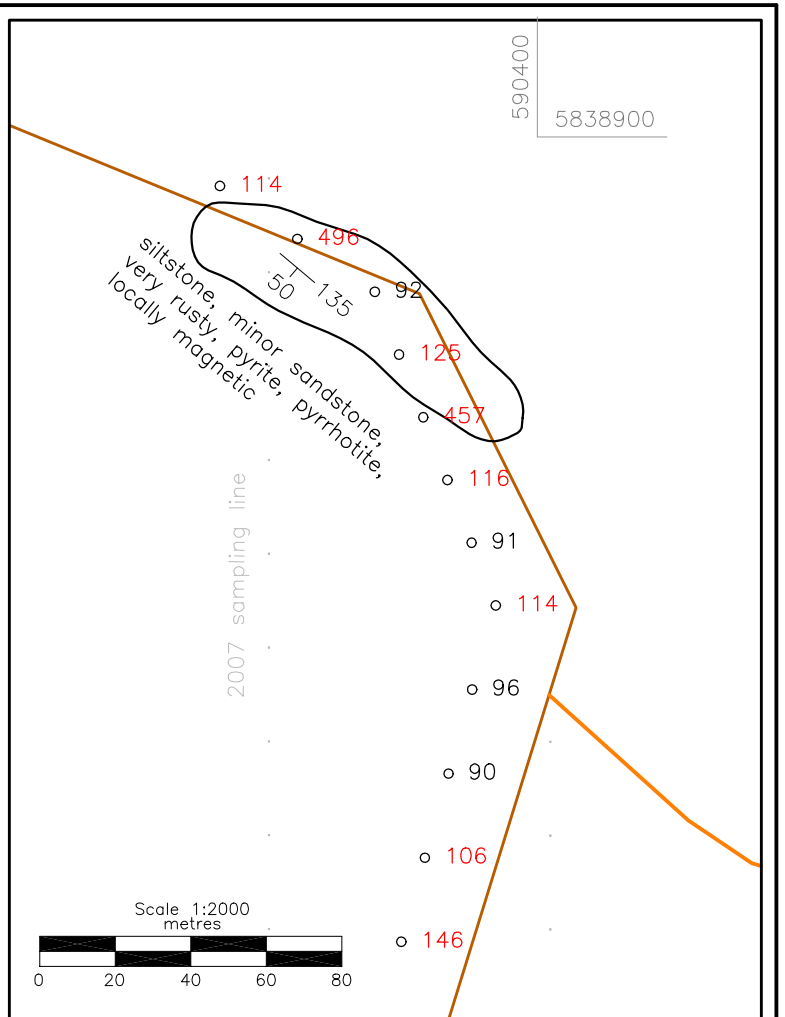 590400
5838900
114
496
92
50
135
125
457
siltstone, minor sandstone,
very rusty, pyrite, pyrrhotite,
locally magnetic
116
91
114
2007 sampling line
96
90
106
146
Scale 1:2000
metres
0 20 40 60 80